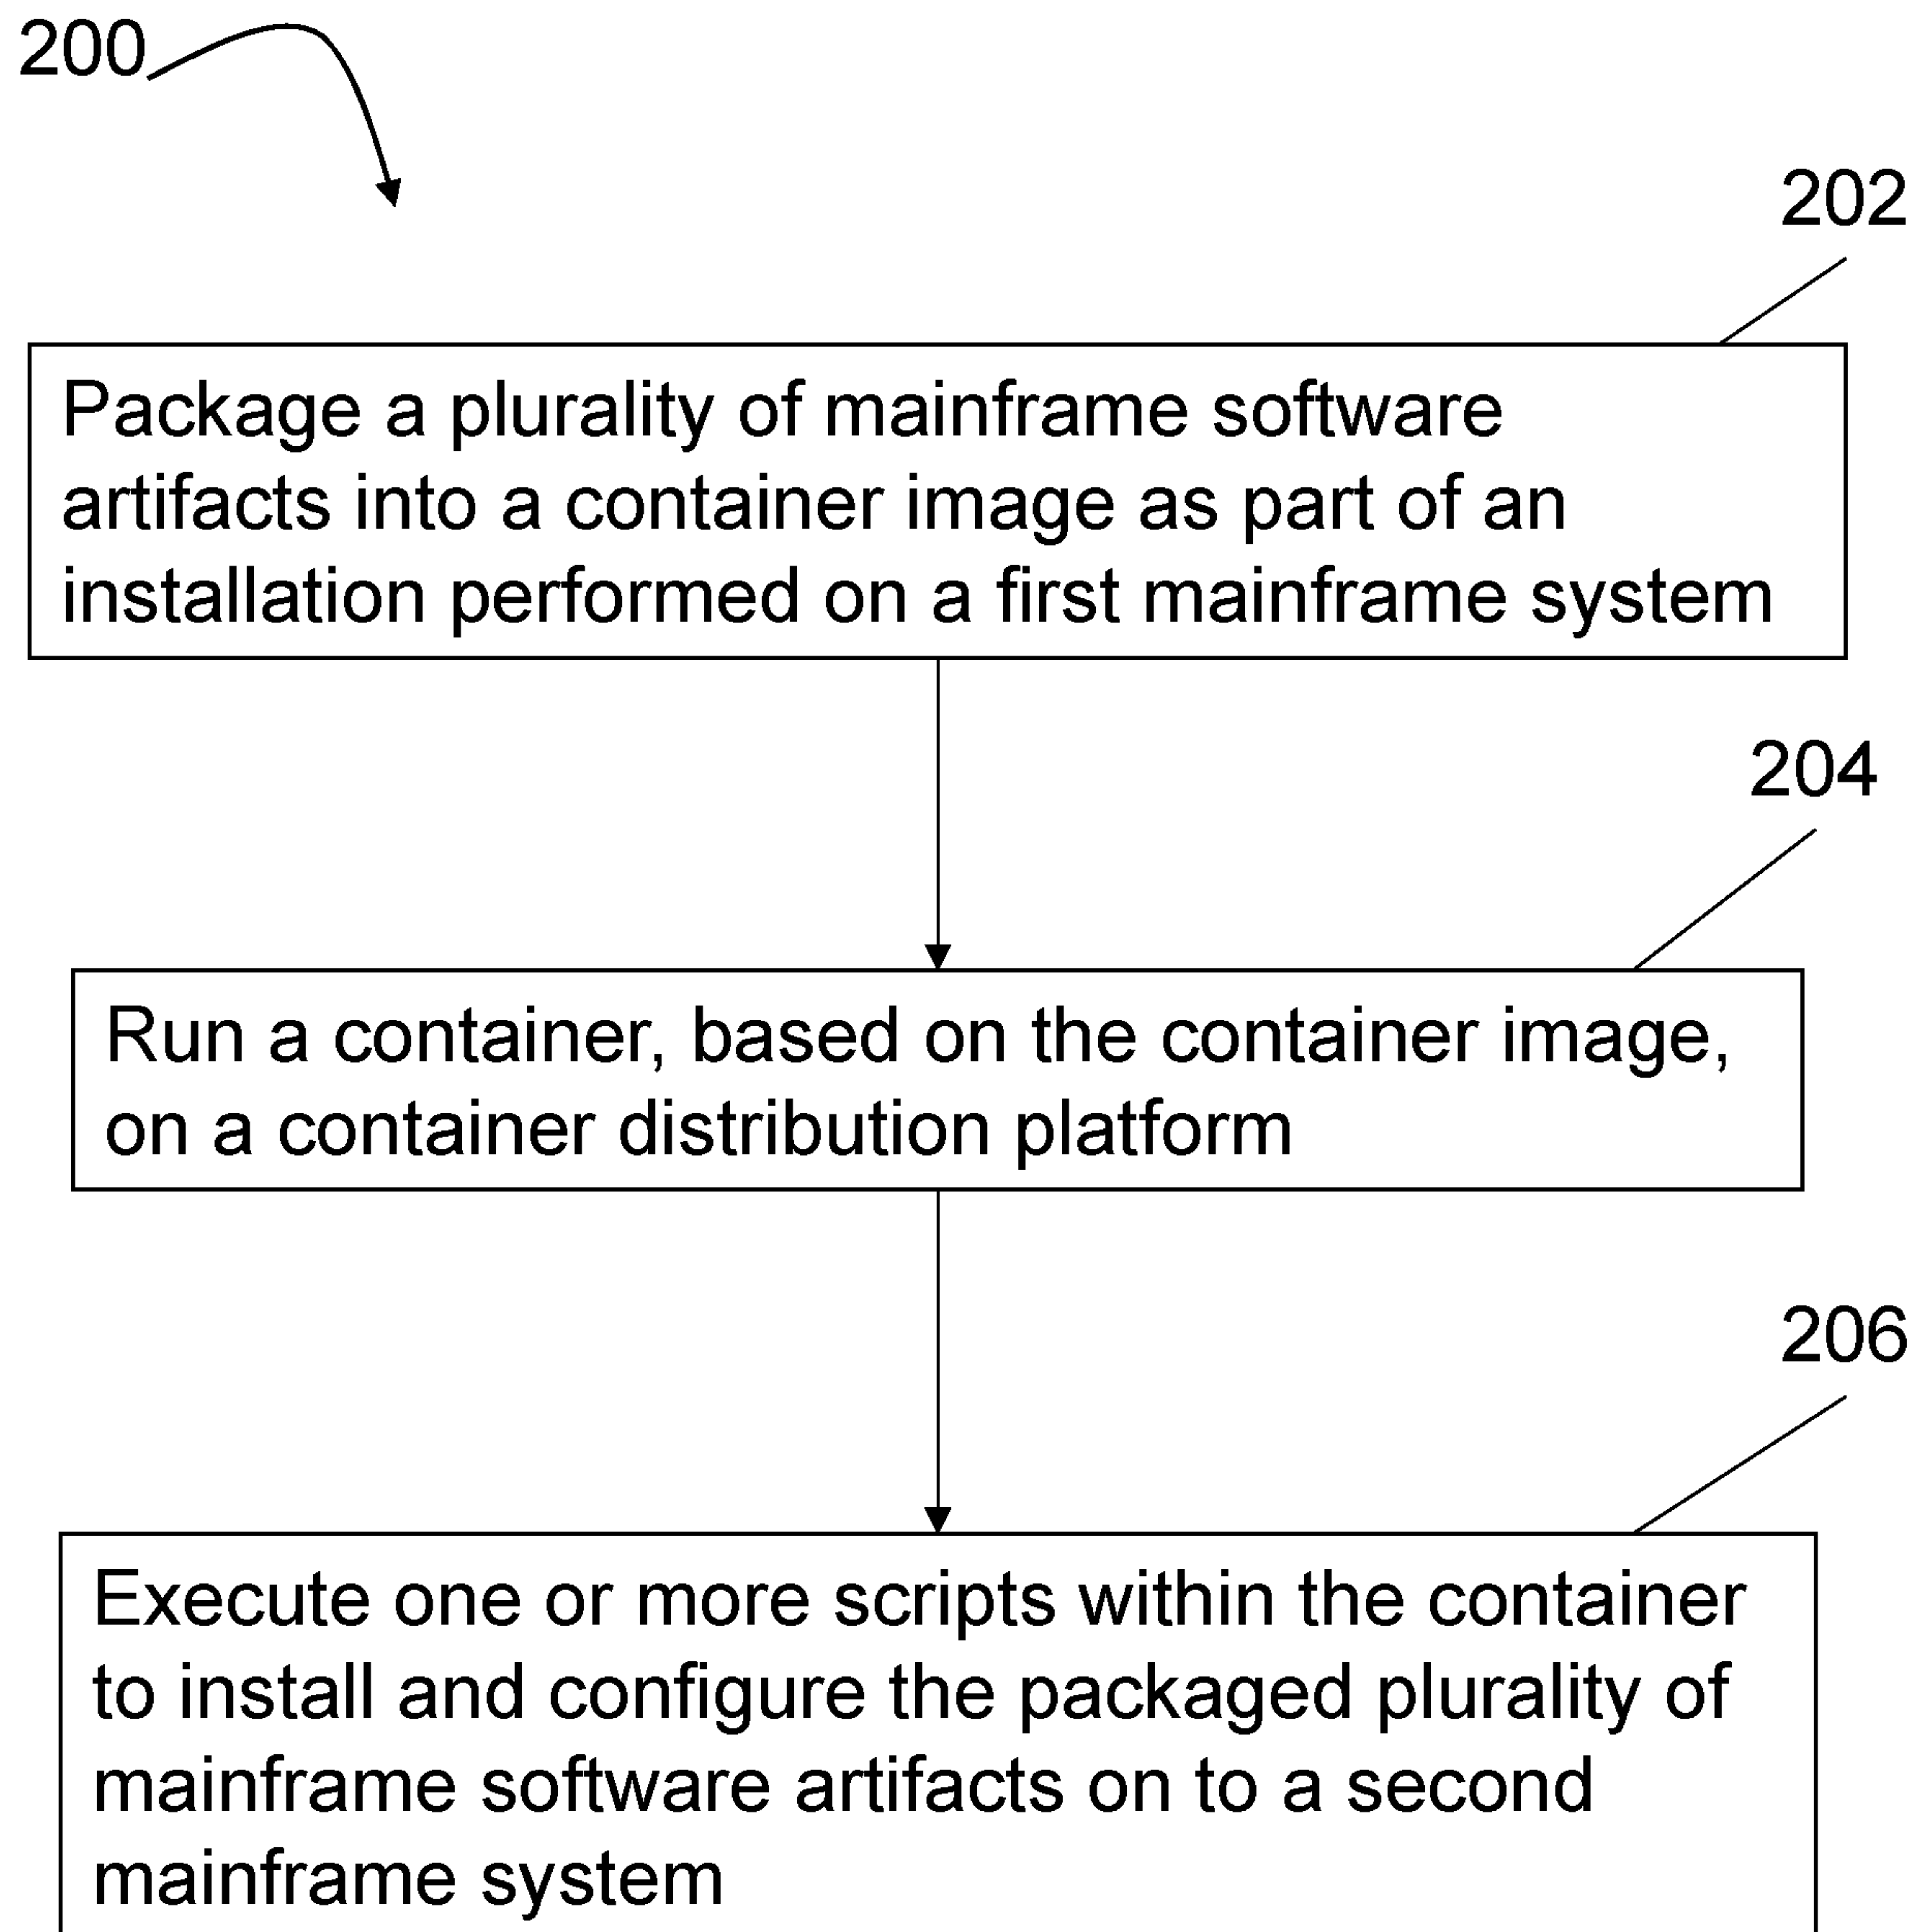 200
202
Package a plurality of mainframe software
artifacts into a container image as part of an
installation performed on a first mainframe system
204
Run a container, based on the container image,
on a container distribution platform
206
Execute one or more scripts within the container
to install and configure the packaged plurality of
mainframe software artifacts on to a second
mainframe system